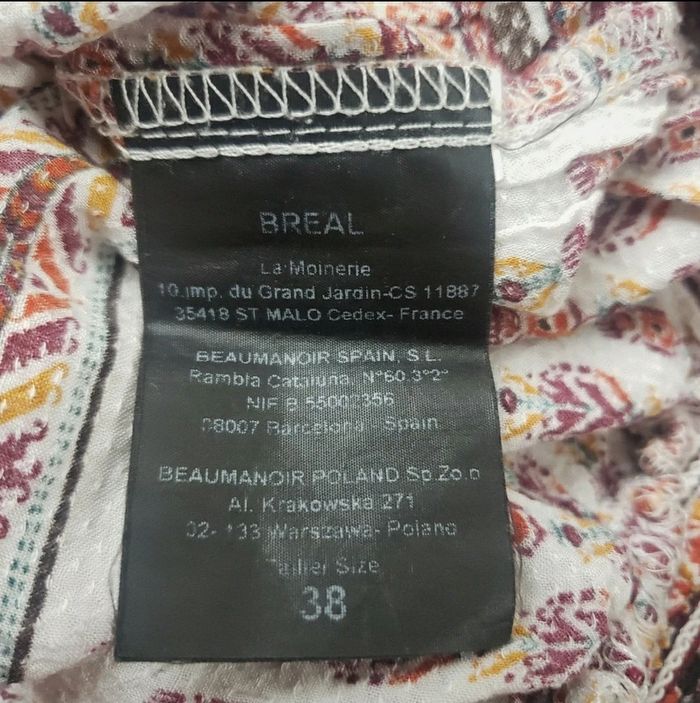 BREAL
La Moinerie
10.imp. du Grand Jardin-CS 11887
35418 ST MALO Cedex- France
BEAUMANOIR SPAIN, S.L.
Rambla Cataluna, N°60.3°2°
NIF B 55002356
08007 Barcelona - Spain
BEAUMANOIR POLAND Sp.Zo.o
Al. Krakowska 271
02- 133 Warszawa- Poland
Taille/ Size
38